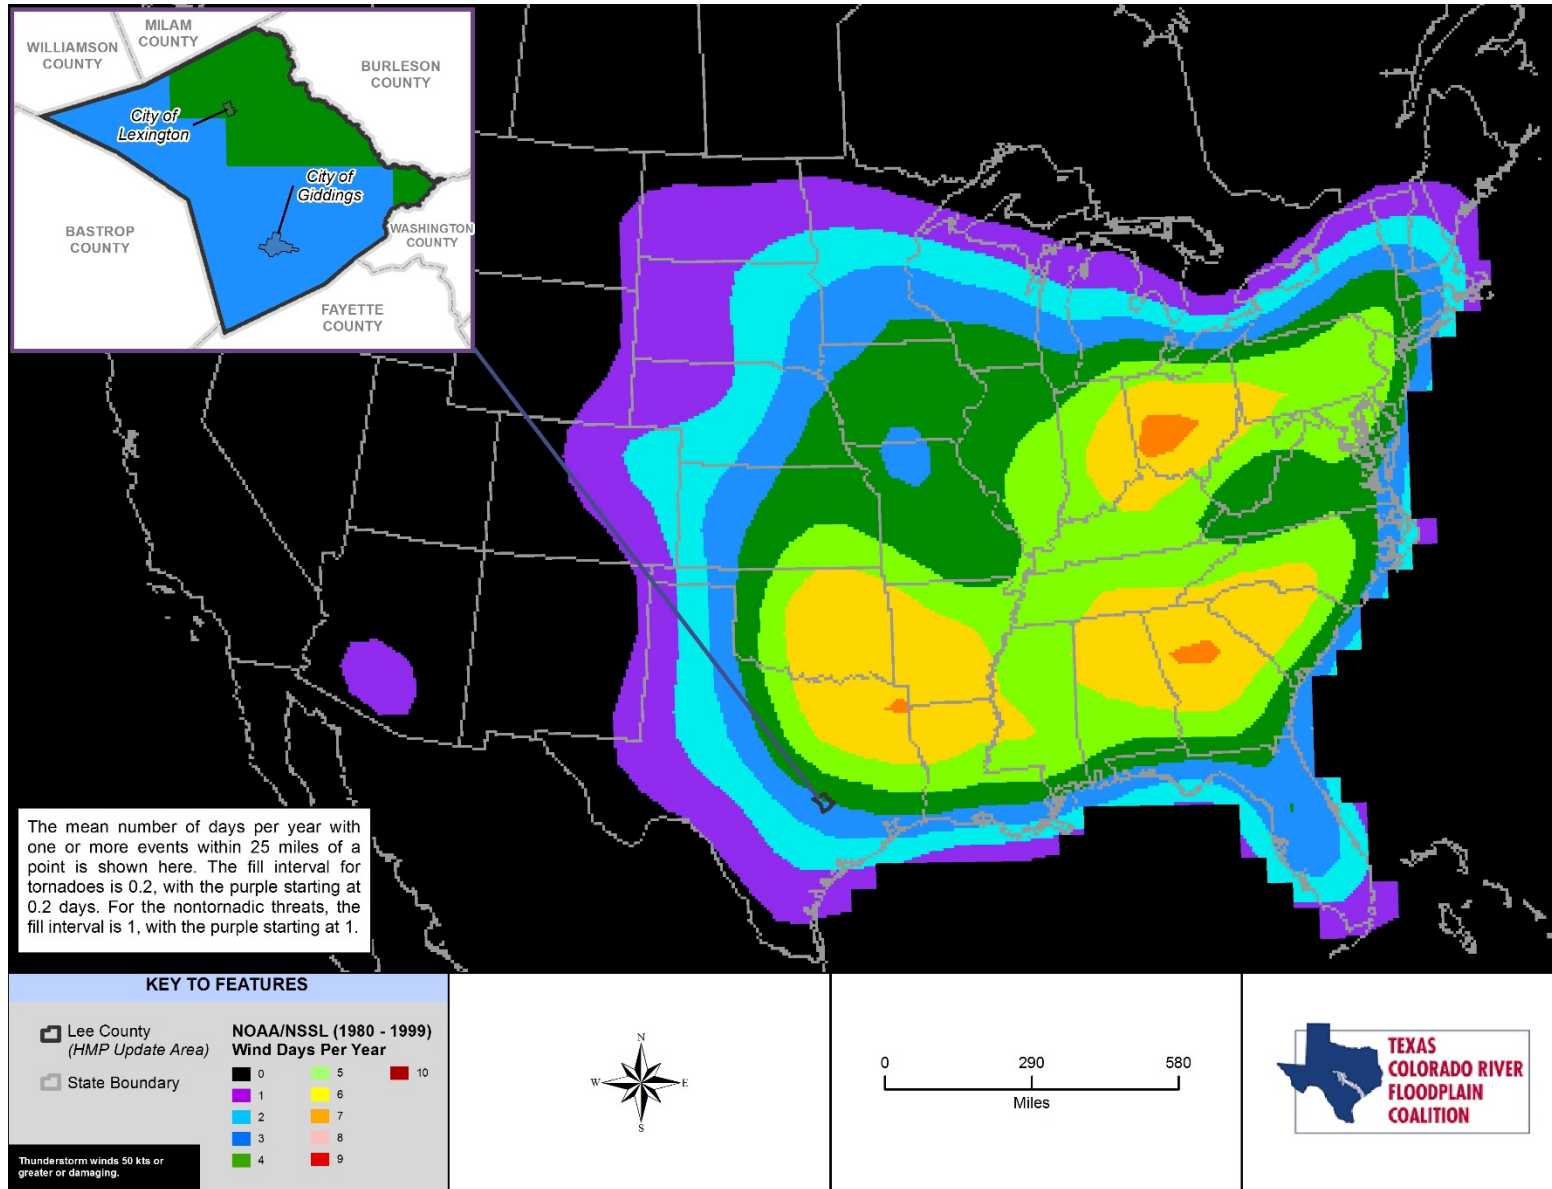 MILAM
COUNTY
WILLIAMSON
COUNTY
BURLESON
COUNTY
City of
Lexington
City of
Giddings
BASTROP
COUNTY
WASHINGTON
COUNTY
FAYETTE
COUNTY
The mean number of days per year with
one or more events within 25 miles of a
point is shown here. The fill interval for
tornadoes is 0.2, with the purple starting at
0.2 days. For the nontornadic threats, the
fill interval is 1, with the purple starting at 1.
KEY TO FEATURES
Lee County
(HMP Update Area)
State Boundary
NOAA/NSSL (1980 - 1999)
Wind Days Per Year
0
1
2
3
4
5
6
7
8
9
10
Thunderstorm winds 50 kts or
greater or damaging.
N
W E
S
0 290 580
Miles
TEXAS
COLORADO RIVER
FLOODPLAIN
COALITION